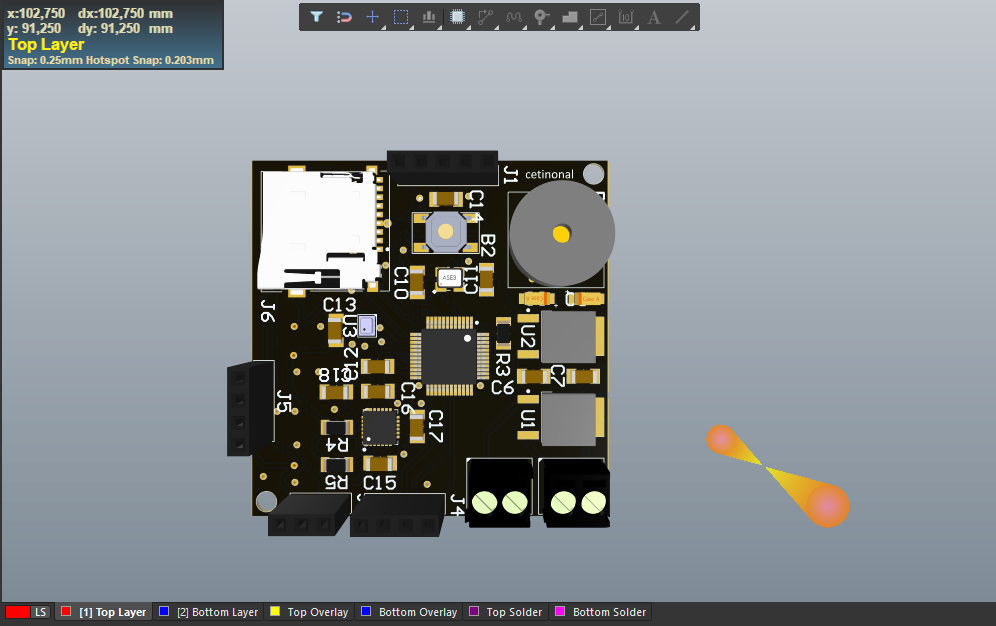 x:102,750 dx:102,750 mm
y: 91,250 dy: 91,250 mm
Top Layer
Snap: 0.25mm Hotspot Snap: 0.203mm
J1
cetinonal
C14
B2
C10
ASE3
C11
J6
C13
U3
C12
U2
R3
C6
C7
C18
J5
C16
C17
U1
R4
R5
C15
J4
LS
[1] Top Layer
[2] Bottom Layer
Top Overlay
Bottom Overlay
Top Solder
Bottom Solder